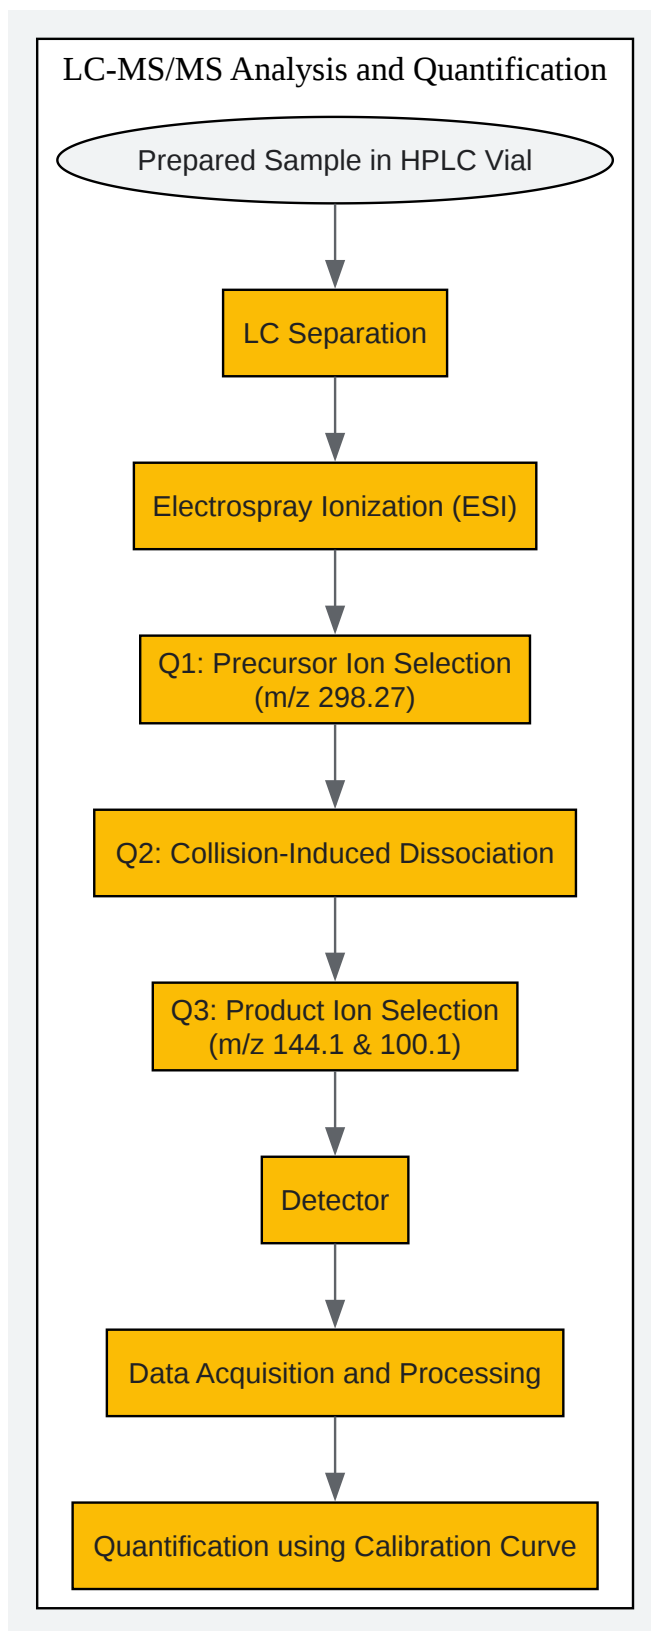 LC-MS/MS Analysis and Quantification
Prepared Sample in HPLC Vial
LC Separation
Electrospray Ionization (ESI)
Q1: Precursor Ion Selection
(m/z 298.27)
Q2: Collision-Induced Dissociation
Q3: Product Ion Selection
(m/z 144.1 & 100.1)
Detector
Data Acquisition and Processing
Quantification using Calibration Curve